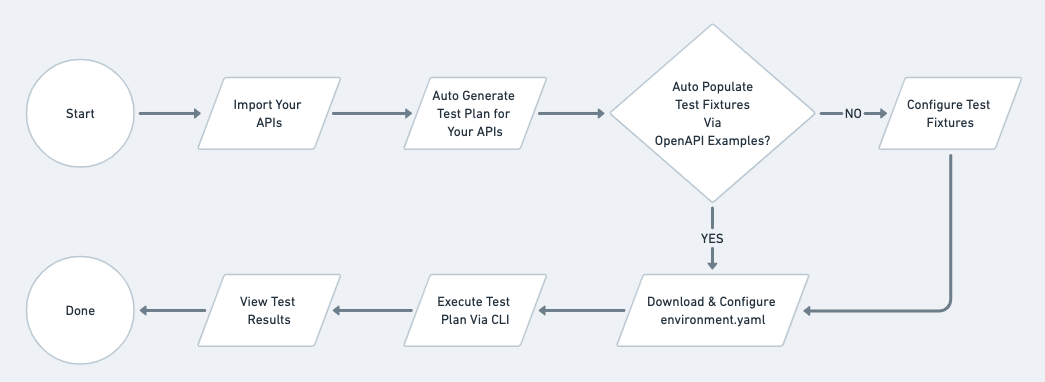 Start
Import Your
APIs
Auto Generate
Test Plan for
Your APIs
Auto Populate
Test Fixtures
Via
OpenAPI Examples?
NO
Configure Test
Fixtures
YES
Download & Configure
environment.yaml
Execute Test
Plan Via CLI
View Test
Results
Done